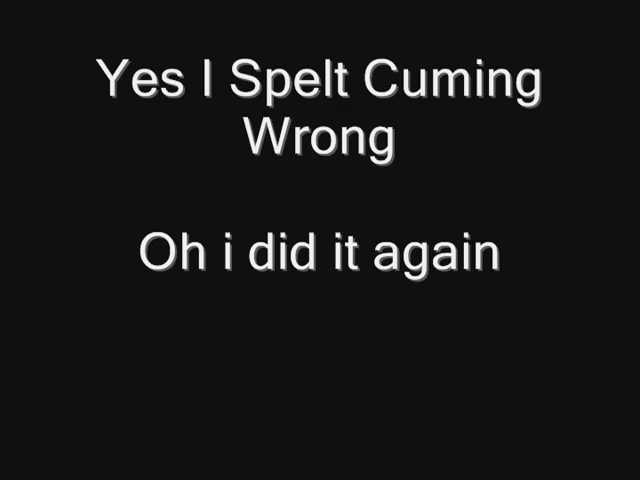 Yes I Spelt Cuming
Wrong
Oh i did it again